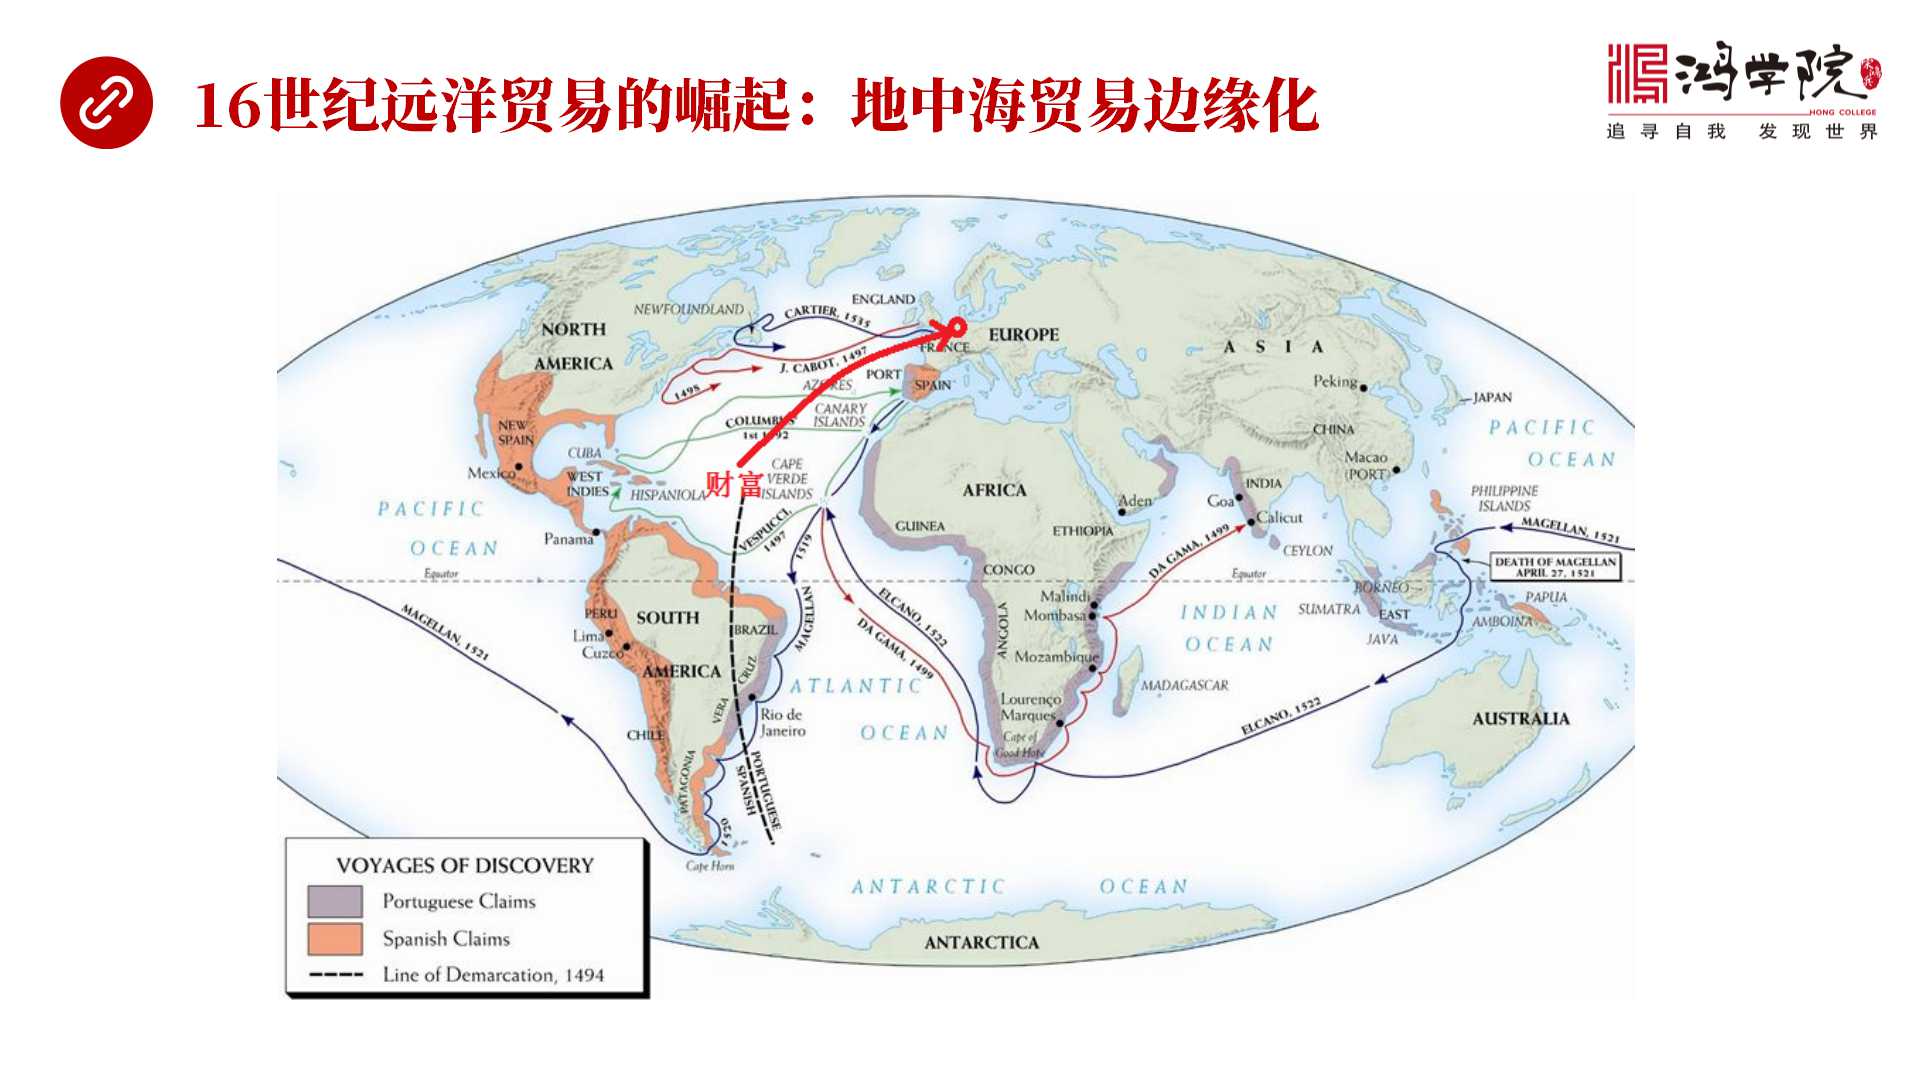 16世纪远洋贸易的崛起：地中海贸易边缘化
鸿学院
HONG COLLEGE
追寻自我 发现世界
NEWFOUNDLAND
CARTIER, 1535
ENGLAND
NORTH
AMERICA
J. CABOT, 1497
1498
FRANCE
EUROPE
ASIA
PORT
SPAIN
AZORES
Peking
JAPAN
CANARY
ISLANDS
COLUMBUS
1st 1492
NEW
SPAIN
CHINA
PACIFIC
OCEAN
CUBA
Mexico
WEST
INDIES
HISPANIOLA
财富
CAPE
VERDE
ISLANDS
Macao
(PORT)
AFRICA
Aden
INDIA
Goa
Calicut
PHILIPPINE
ISLANDS
PACIFIC
OCEAN
Panama
VESPUCCI,
1497
1519
GUINEA
ETHIOPIA
DA GAMA, 1499
CEYLON
MAGELLAN, 1521
DEATH OF MAGELLAN
APRIL 27, 1521
Equator
Equator
CONGO
BORNEO
MAGELLAN, 1521
PERU
SOUTH
AMERICA
BRAZIL
MAGELLAN
ELCANO, 1522
DA GAMA, 1499
ANGOLA
Malindi
Mombasa
INDIAN
OCEAN
SUMATRA
EAST
JAVA
PAPUA
AMBOINA
Lima
Cuzco
VERA
CRUZ
ATLANTIC
OCEAN
Mozambique
MADAGASCAR
Rio de
Janeiro
Lourenço
Marques
Cape of
Good Hope
ELCANO, 1522
AUSTRALIA
CHILE
PATAGONIA
PORTUGUESE
SPANISH
1520
Cape Horn
ANTARCTIC OCEAN
ANTARCTICA
VOYAGES OF DISCOVERY
Portuguese Claims
Spanish Claims
Line of Demarcation, 1494